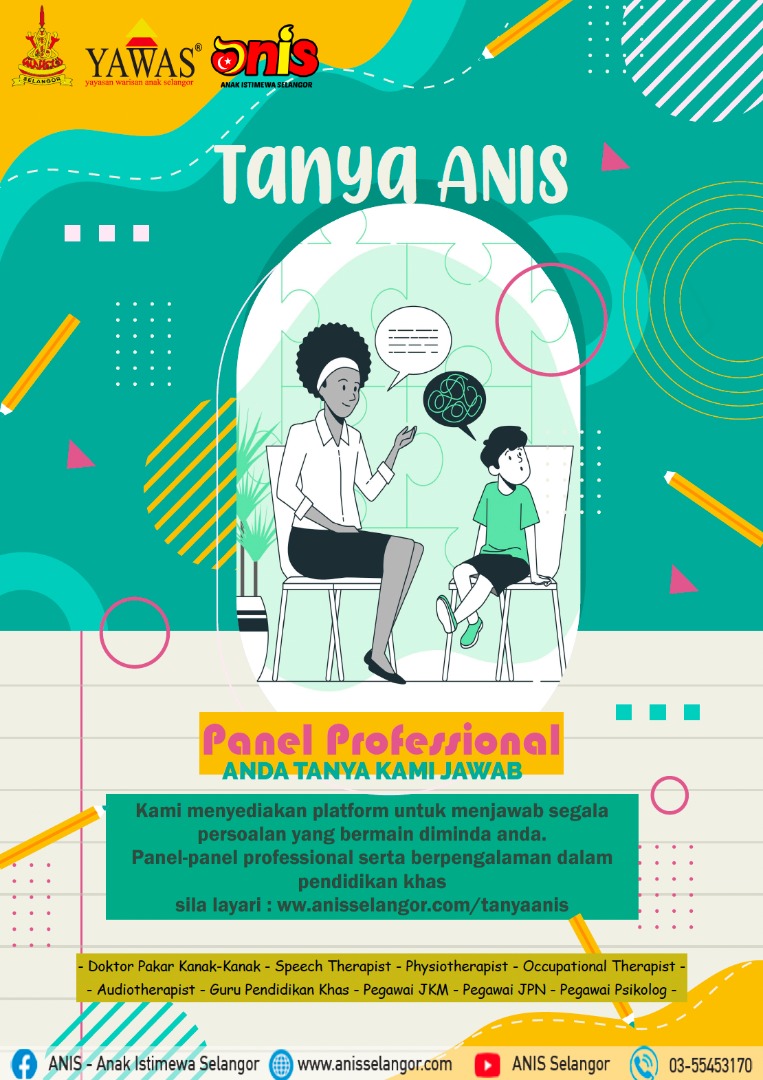 SELANGOR
YAWAS®
yayasan warisan anak selangor
anis
ANAK ISTIMEWA SELANGOR
Tanya ANIS
Panel Professional
ANDA TANYA KAMI JAWAB
Kami menyediakan platform untuk menjawab segala
persoalan yang bermain diminda anda.
Panel-panel professional serta berpengalaman dalam
pendidikan khas
sila layari : ww.anisselangor.com/tanyaanis
- Doktor Pakar Kanak-Kanak - Speech Therapist - Physiotherapist - Occupational Therapist -
- Audiotherapist - Guru Pendidikan Khas - Pegawai JKM - Pegawai JPN - Pegawai Psikolog -
ANIS - Anak Istimewa Selangor www.anisselangor.com ANIS Selangor 03-55453170